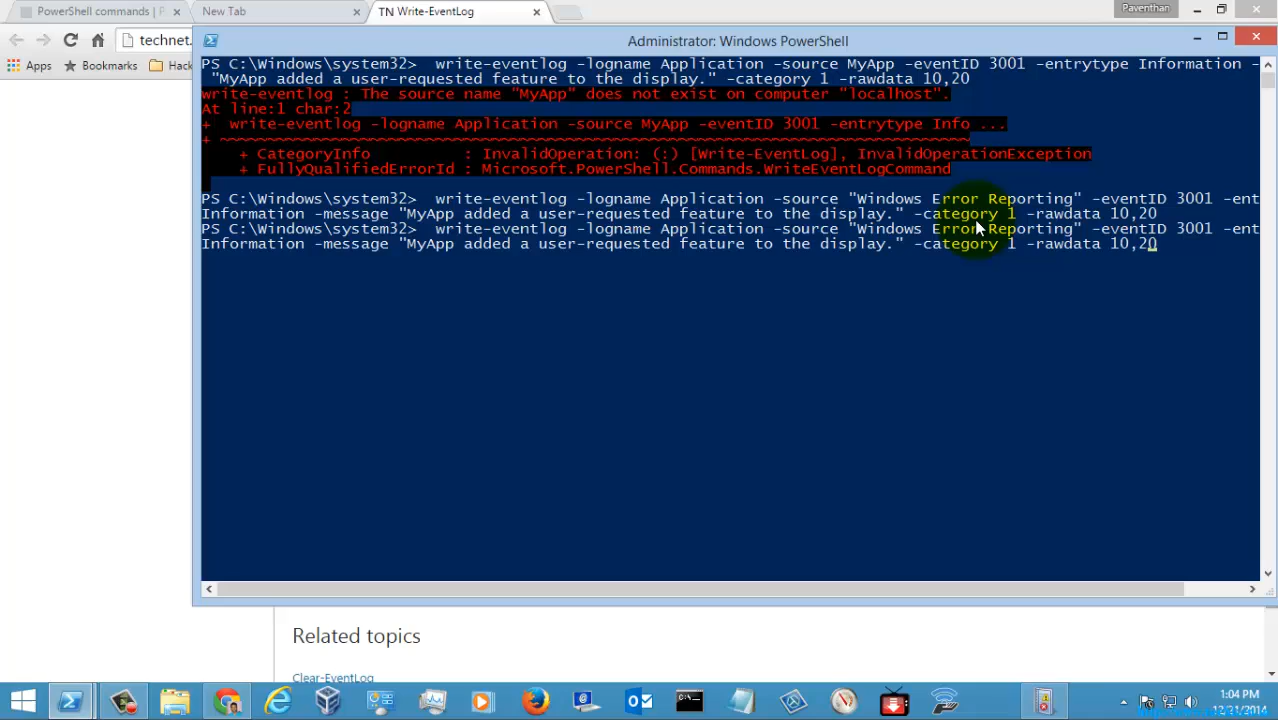 PowerShell commands | P
New Tab
TN Write-EventLog
Paventhan
technet.
Apps
Bookmarks
Hack
Administrator: Windows PowerShell
PS C:\Windows\system32>  write-eventlog -logname Application -source MyApp -eventID 3001 -entrytype Information -
"MyApp added a user-requested feature to the display." -category 1 -rawdata 10,20
write-eventlog : The source name "MyApp" does not exist on computer "localhost".
At line:1 char:2
+  write-eventlog -logname Application -source MyApp -eventID 3001 -entrytype Info ...
+  ~~~~~~~~~~~~~~~~~~~~~~~~~~~~~~~~~~~~~~~~~~~~~~~~~~~~~~~~~~~~~~~~~~~~~~~~~~~~~~~~
+ CategoryInfo          : InvalidOperation: (:) [Write-EventLog], InvalidOperationException
+ FullyQualifiedErrorId : Microsoft.PowerShell.Commands.WriteEventLogCommand
PS C:\Windows\system32>  write-eventlog -logname Application -source "Windows Error Reporting" -eventID 3001 -ent
Information -message "MyApp added a user-requested feature to the display." -category 1 -rawdata 10,20
PS C:\Windows\system32>  write-eventlog -logname Application -source "Windows Error Reporting" -eventID 3001 -ent
Information -message "MyApp added a user-requested feature to the display." -category 1 -rawdata 10,20
Related topics
Clear-EventLog
1:04 PM
12/31/2014